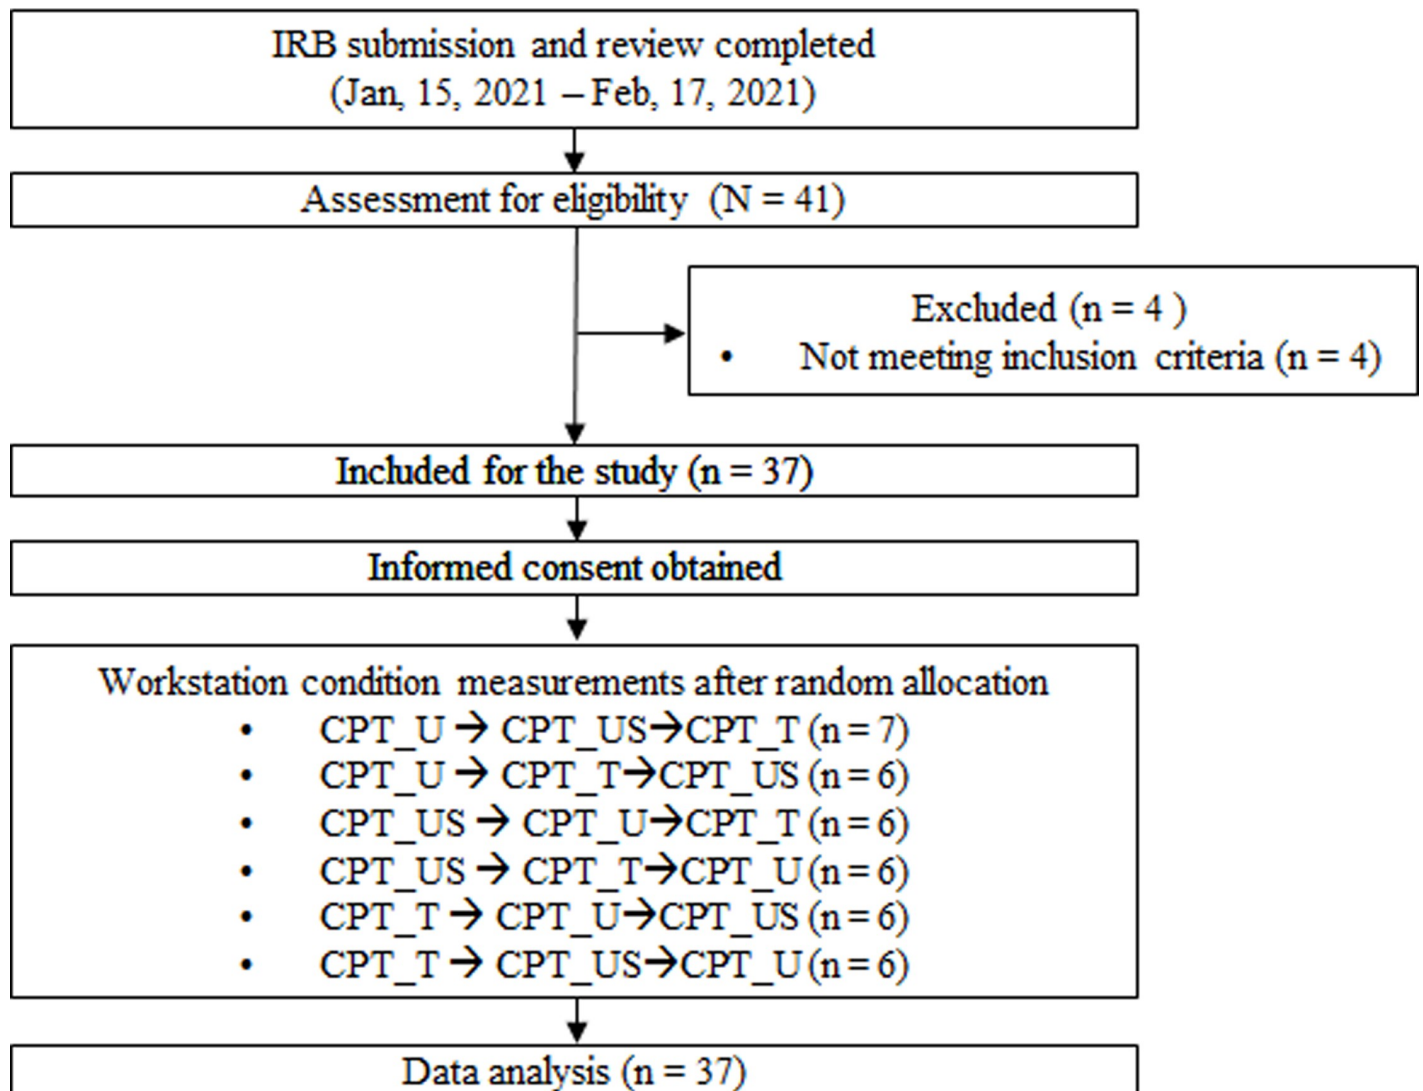 IRB submission and review completed
(Jan, 15, 2021 – Feb, 17, 2021)
Assessment for eligibility (N = 41)
Excluded (n = 4 )
• Not meeting inclusion criteria (n = 4)
Included for the study (n = 37)
Informed consent obtained
Workstation condition measurements after random allocation
• CPT_U → CPT_US→CPT_T (n = 7)
• CPT_U → CPT_T→CPT_US (n = 6)
• CPT_US → CPT_U→CPT_T (n = 6)
• CPT_US → CPT_T→CPT_U (n = 6)
• CPT_T → CPT_U→CPT_US (n = 6)
• CPT_T → CPT_US→CPT_U (n = 6)
Data analysis (n = 37)